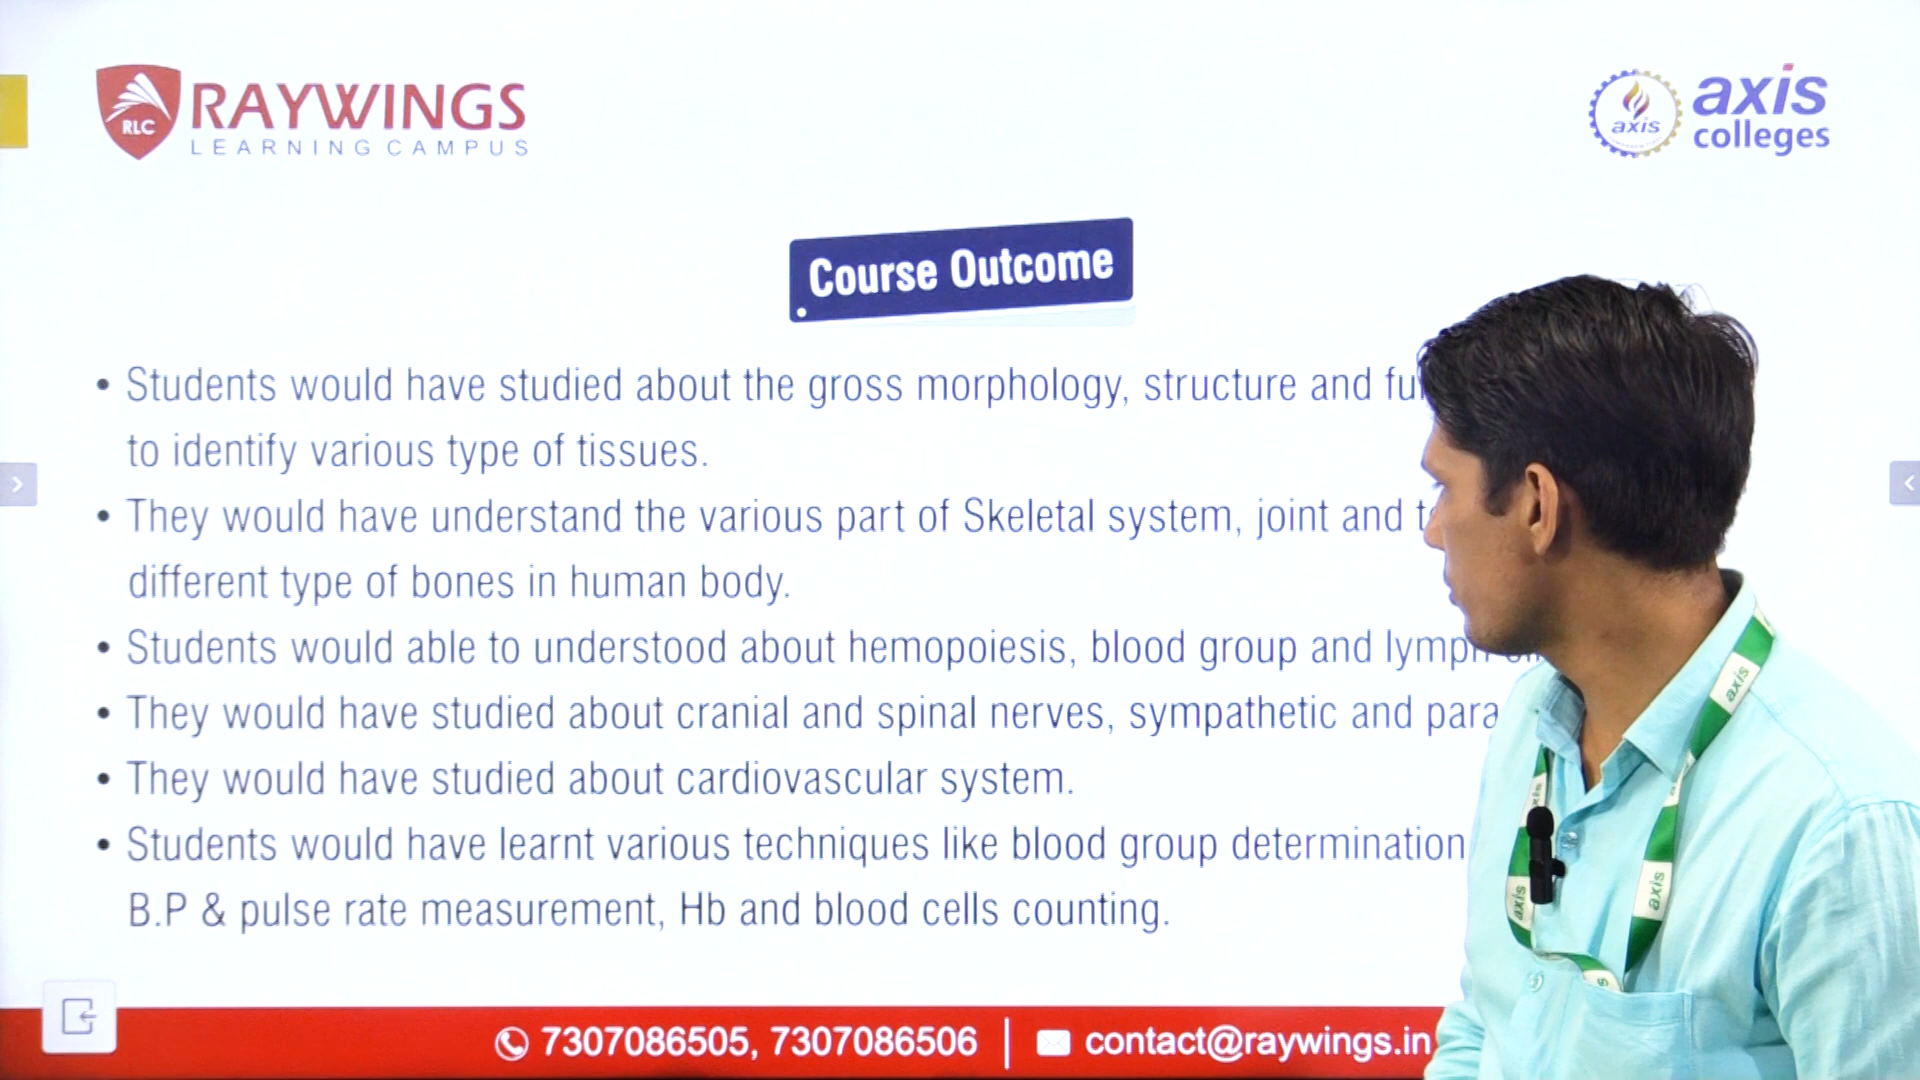 RLC
RAYWINGS
LEARNING CAMPUS
axis
axis
colleges
Course Outcome
• Students would have studied about the gross morphology, structure and
to identify various type of tissues.
• They would have understand the various part of Skeletal system, joint and
different type of bones in human body.
• Students would able to understood about hemopoiesis, blood group and lymph
• They would have studied about cranial and spinal nerves, sympathetic and para
• They would have studied about cardiovascular system.
• Students would have learnt various techniques like blood group determination
B.P & pulse rate measurement, Hb and blood cells counting.
axis
axis
axis
7307086505, 7307086506 | contact@raywings.in